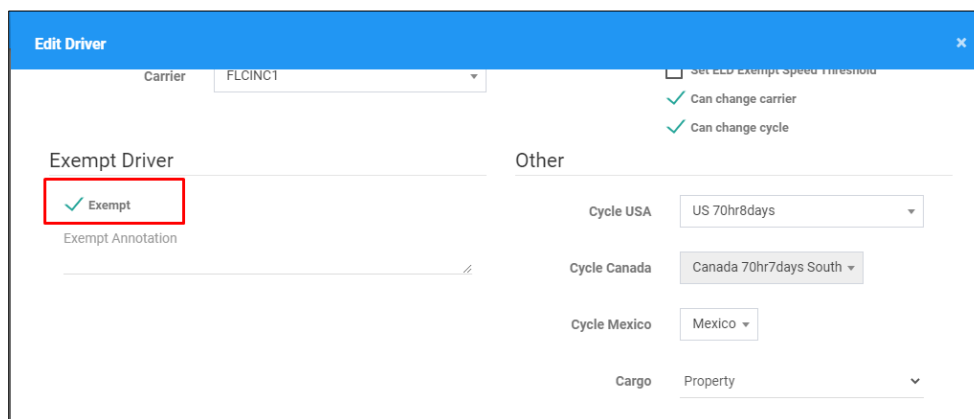 Edit Driver
×
Carrier FLCINC1
Set ELD Exempt Speed Threshold
Can change carrier
Can change cycle
Exempt Driver
Exempt
Exempt Annotation
Other
Cycle USA US 70hr8days
Cycle Canada Canada 70hr7days South
Cycle Mexico Mexico
Cargo Property